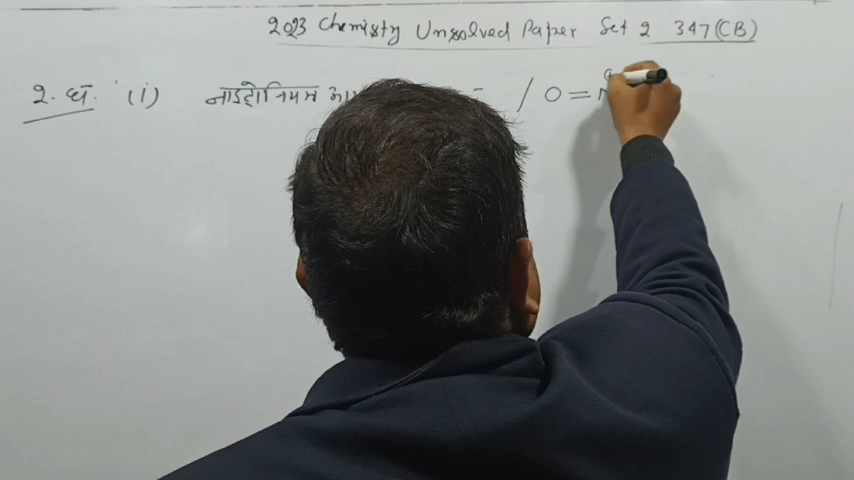 2023 Chemistry Unsolved Paper Set 2 347 (CB)
2. घ. (i) नाइट्रोनियम / O = N